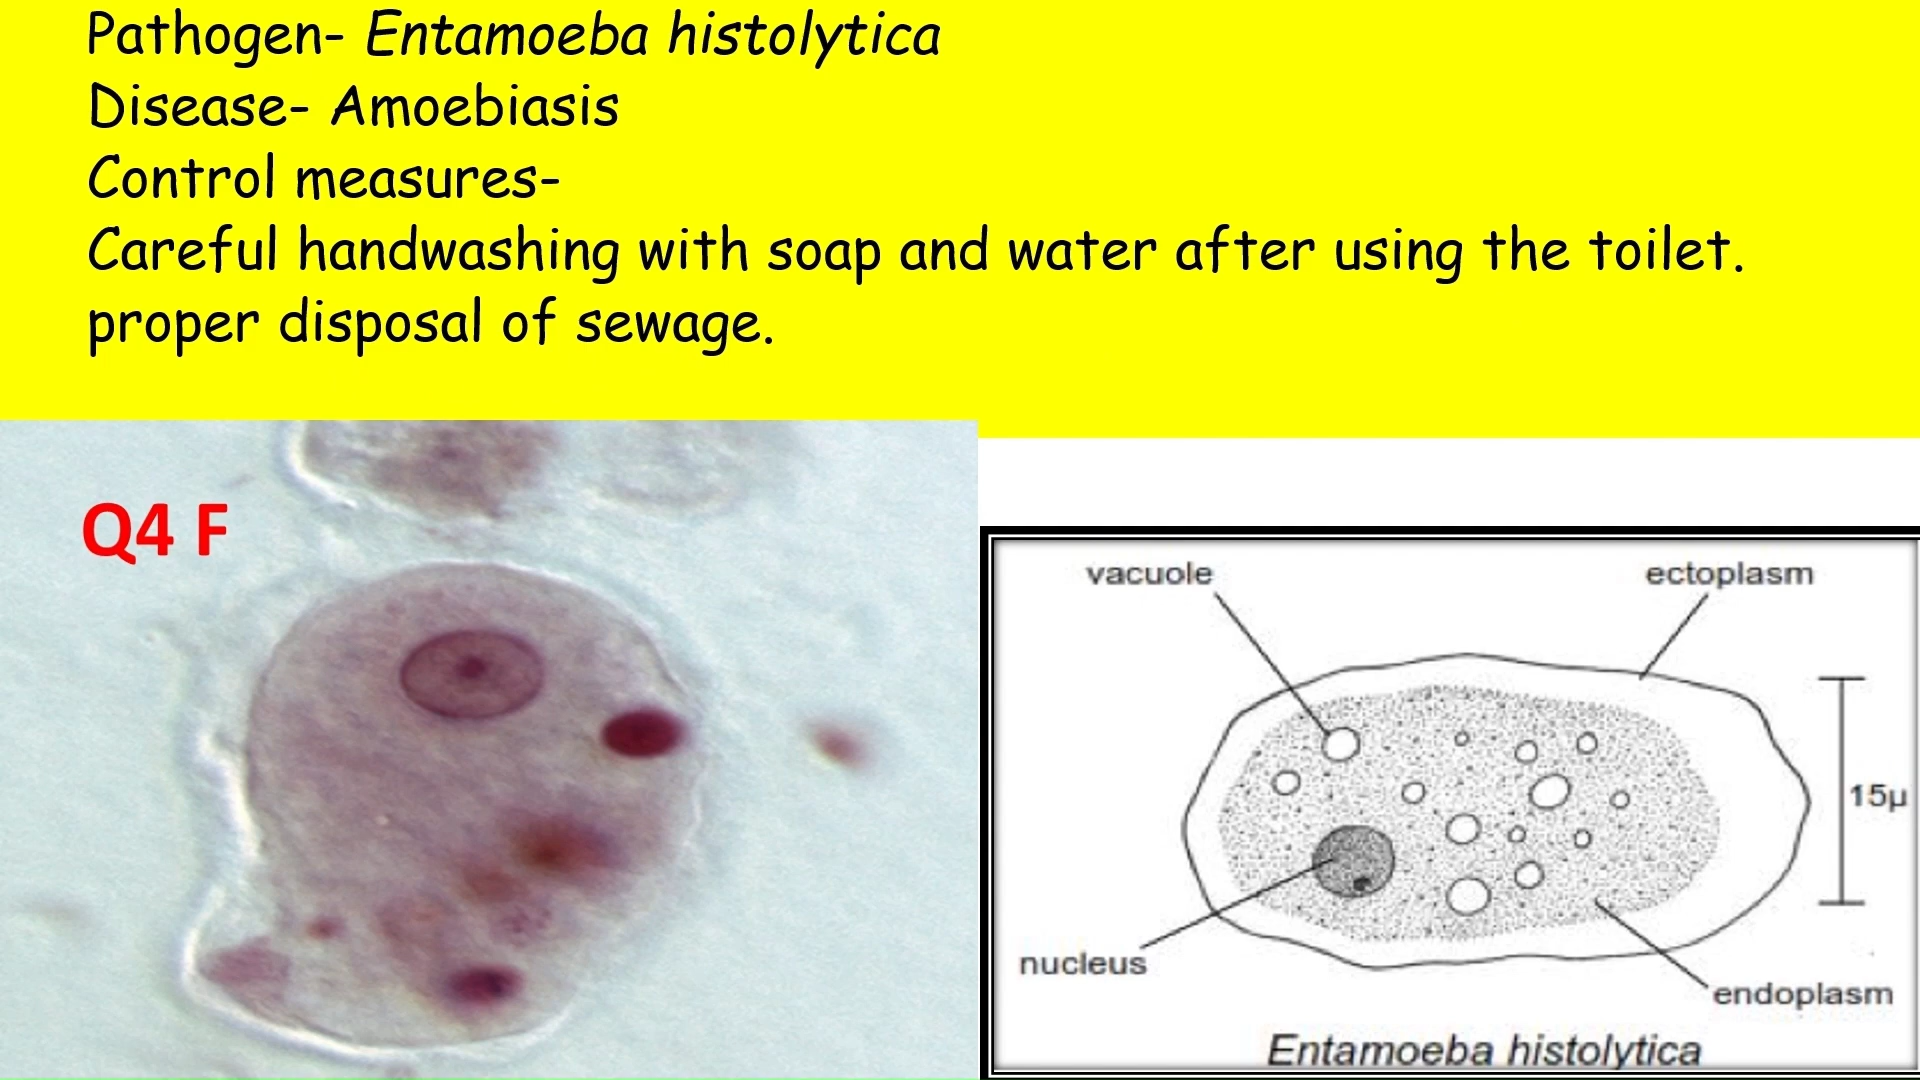 Pathogen- Entamoeba histolytica
Disease- Amoebiasis
Control measures-
Careful handwashing with soap and water after using the toilet.
proper disposal of sewage.
Q4 F
vacuole
ectoplasm
15µ
nucleus
endoplasm
Entamoeba histolytica